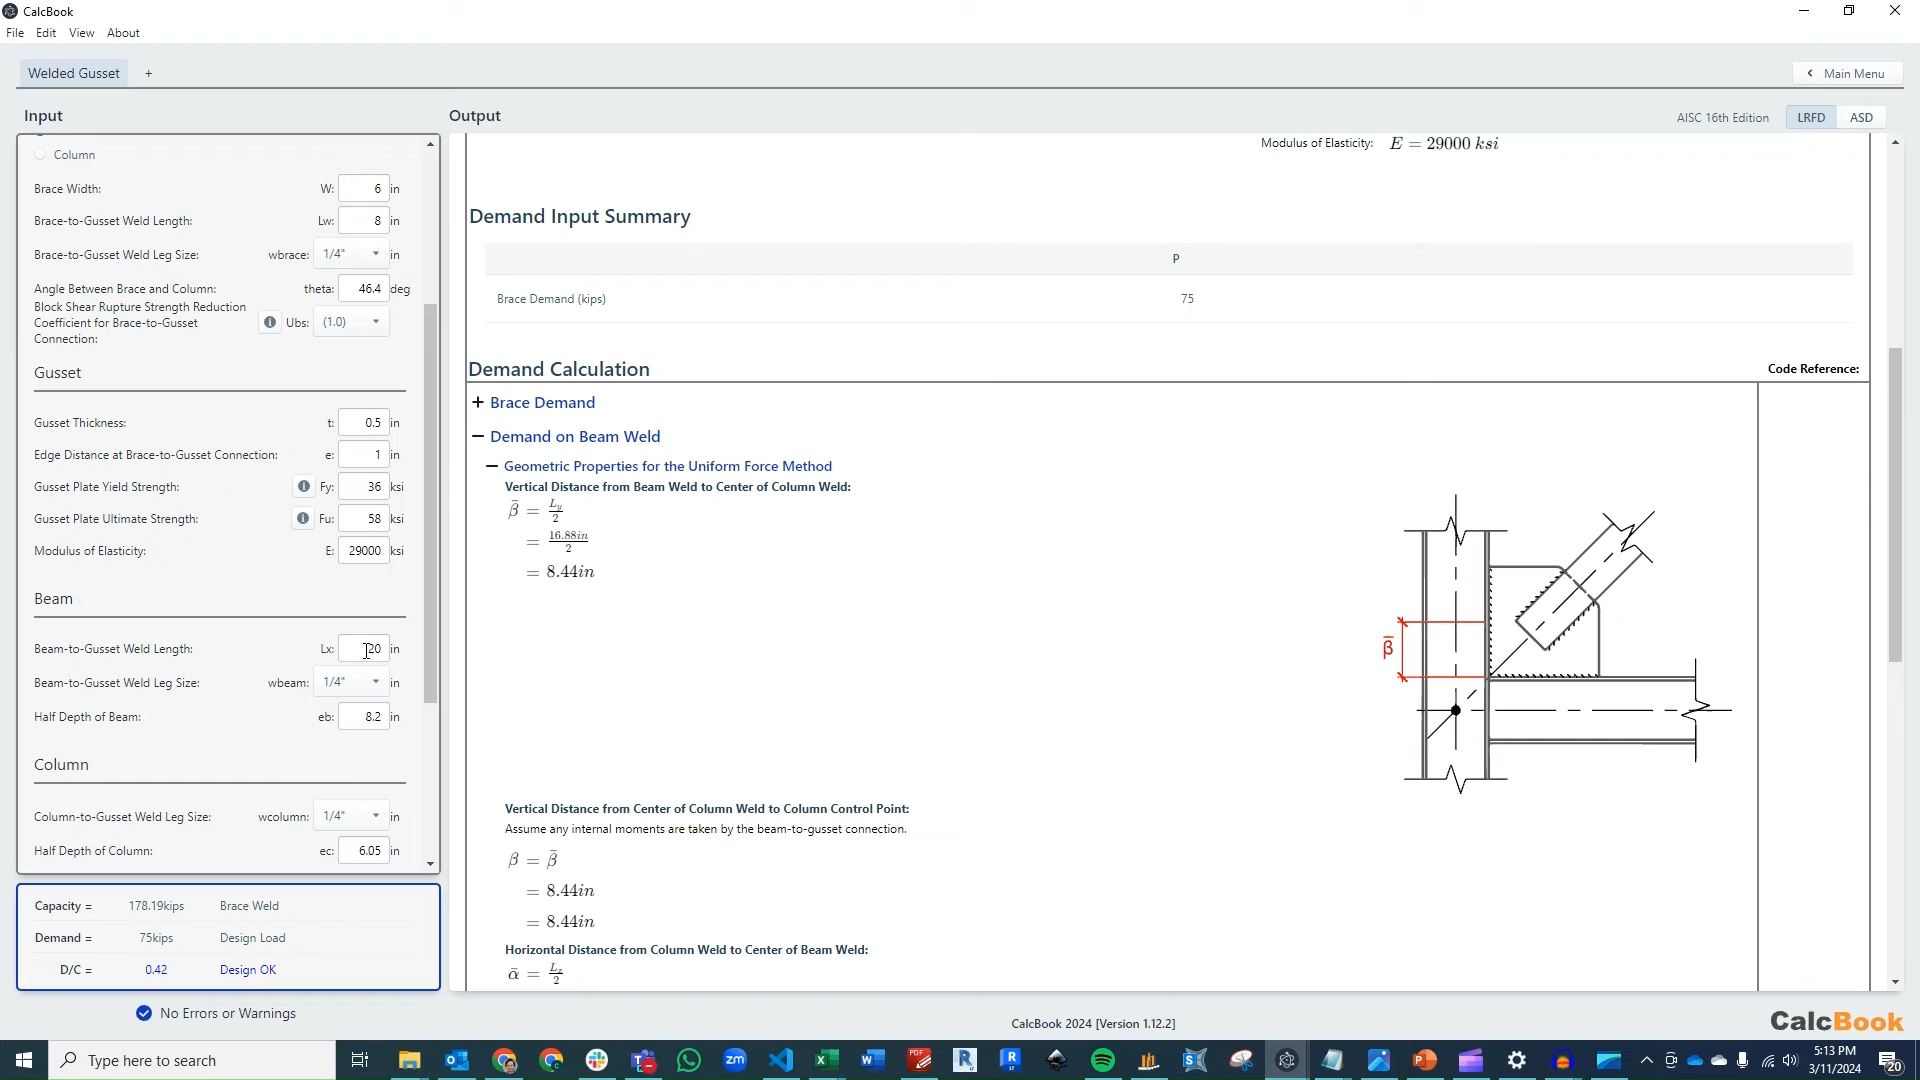 CalcBook
File Edit View About
Welded Gusset +
Main Menu
Input
Output
AISC 16th Edition LRFD ASD
Column
Brace Width: W: 6 in
Brace-to-Gusset Weld Length: Lw: 8 in
Brace-to-Gusset Weld Leg Size: wbrace: 1/4" in
Angle Between Brace and Column: theta: 46.4 deg
Block Shear Rupture Strength Reduction
Coefficient for Brace-to-Gusset Ubs: (1.0)
Connection:
Gusset
Gusset Thickness: t: 0.5 in
Edge Distance at Brace-to-Gusset Connection: e: 1 in
Gusset Plate Yield Strength: Fy: 36 ksi
Gusset Plate Ultimate Strength: Fu: 58 ksi
Modulus of Elasticity: E: 29000 ksi
Beam
Beam-to-Gusset Weld Length: Lx: 20 in
Beam-to-Gusset Weld Leg Size: wbeam: 1/4" in
Half Depth of Beam: eb: 8.2 in
Column
Column-to-Gusset Weld Leg Size: wcolumn: 1/4" in
Half Depth of Column: ec: 6.05 in
Capacity = 178.19kips Brace Weld
Demand = 75kips Design Load
D/C = 0.42 Design OK
No Errors or Warnings
Modulus of Elasticity: E = 29000 ksi
Demand Input Summary
P
Brace Demand (kips) 75
Demand Calculation
Code Reference:
+ Brace Demand
− Demand on Beam Weld
− Geometric Properties for the Uniform Force Method
Vertical Distance from Beam Weld to Center of Column Weld:
β̄ = Ly/2
= 16.88in/2
= 8.44in
β̄
Vertical Distance from Center of Column Weld to Column Control Point:
Assume any internal moments are taken by the beam-to-gusset connection.
β = β̄
= 8.44in
= 8.44in
Horizontal Distance from Column Weld to Center of Beam Weld:
ᾱ = Lx/2
CalcBook 2024 [Version 1.12.2]
CalcBook
Type here to search
5:13 PM
3/11/2024
20